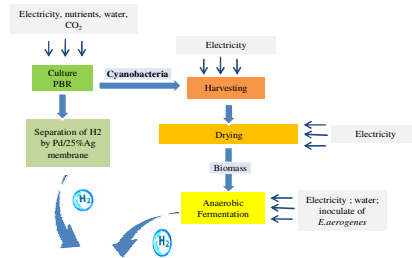 Electricity, nutrients, water,
CO2
Electricity
Culture
PBR
Cyanobacteria
Harvesting
Separation of H2
by Pd/25%Ag
membrane
Drying
Electricity
Biomass
Anaerobic
Fermentation
Electricity ; water;
inoculate of
E.aerogenes
H2
H2